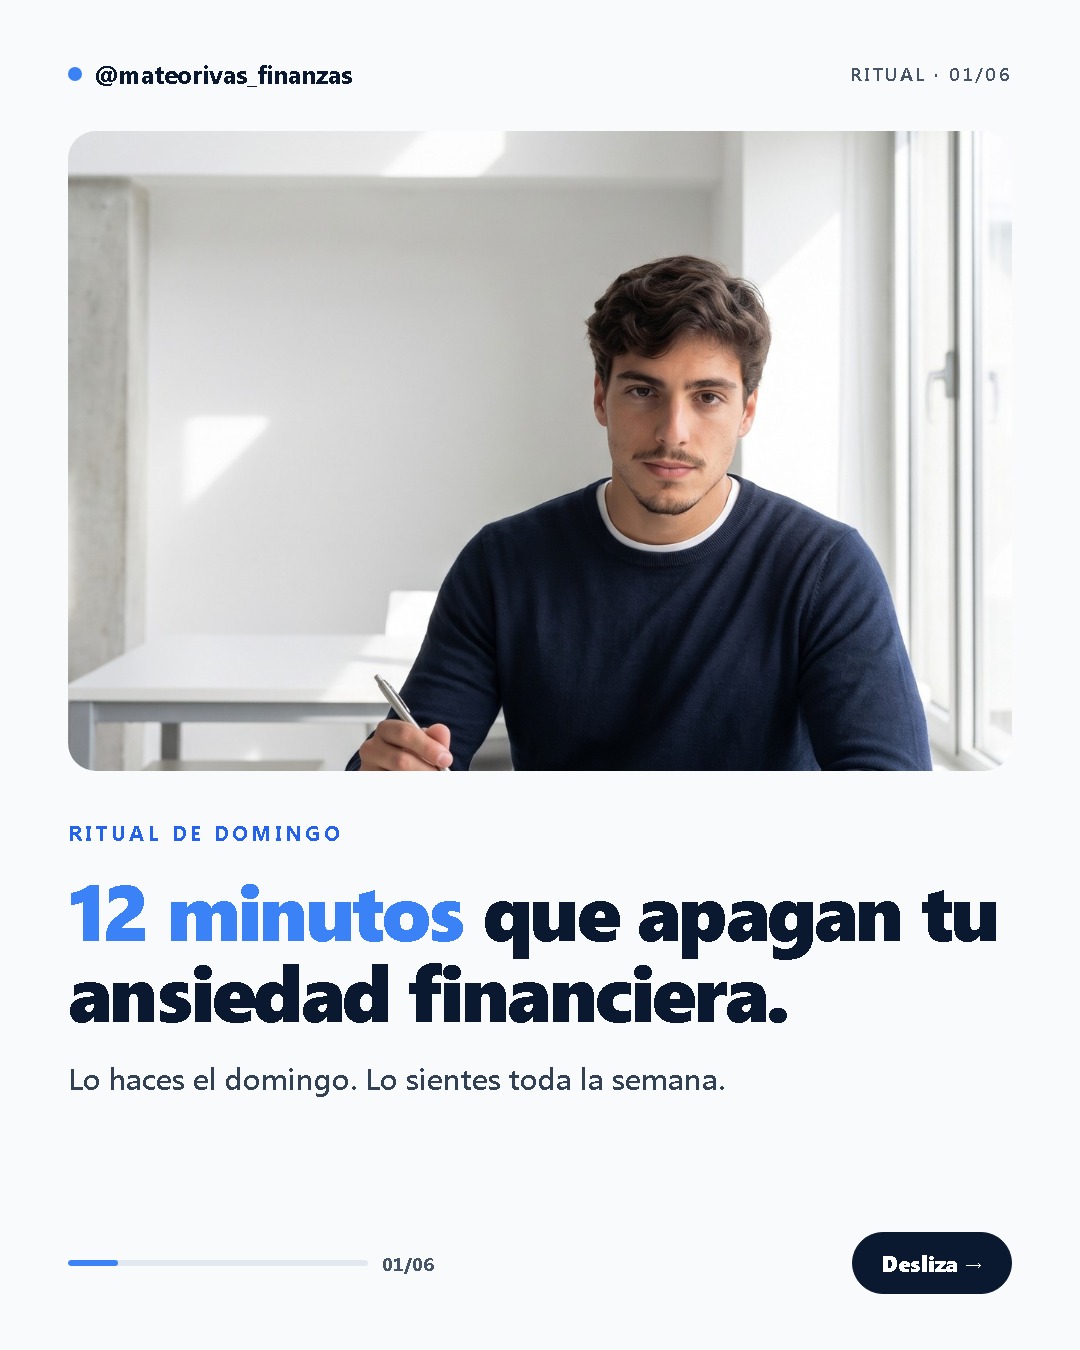 @mateorivas_finanzas
RITUAL · 01/06
RITUAL DE DOMINGO
12 minutos que apagan tu
ansiedad financiera.
Lo haces el domingo. Lo sientes toda la semana.
01/06
Desliza →